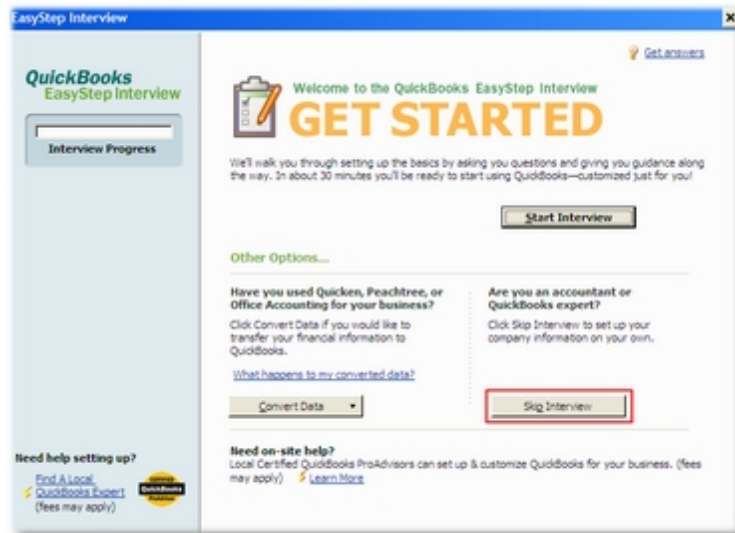 EasyStep Interview
Get answers
QuickBooks
EasyStep Interview
Interview Progress
Welcome to the QuickBooks EasyStep Interview
GET STARTED
We'll walk you through setting up the basics by asking you questions and giving you guidance along
the way. In about 30 minutes you'll be ready to start using QuickBooks—customized just for you!
Start Interview
Other Options...
Have you used Quicken, Peachtree, or
Office Accounting for your business?
Click Convert Data if you would like to
transfer your financial information to
QuickBooks.
What happens to my converted data?
Convert Data
Are you an accountant or
QuickBooks expert?
Click Skip Interview to set up your
company information on your own.
Skip Interview
Need help setting up?
Find A Local
QuickBooks Expert
(fees may apply)
QuickBooks
Need on-site help?
Local Certified QuickBooks ProAdvisors can set up & customize QuickBooks for your business. (fees
may apply) Learn More